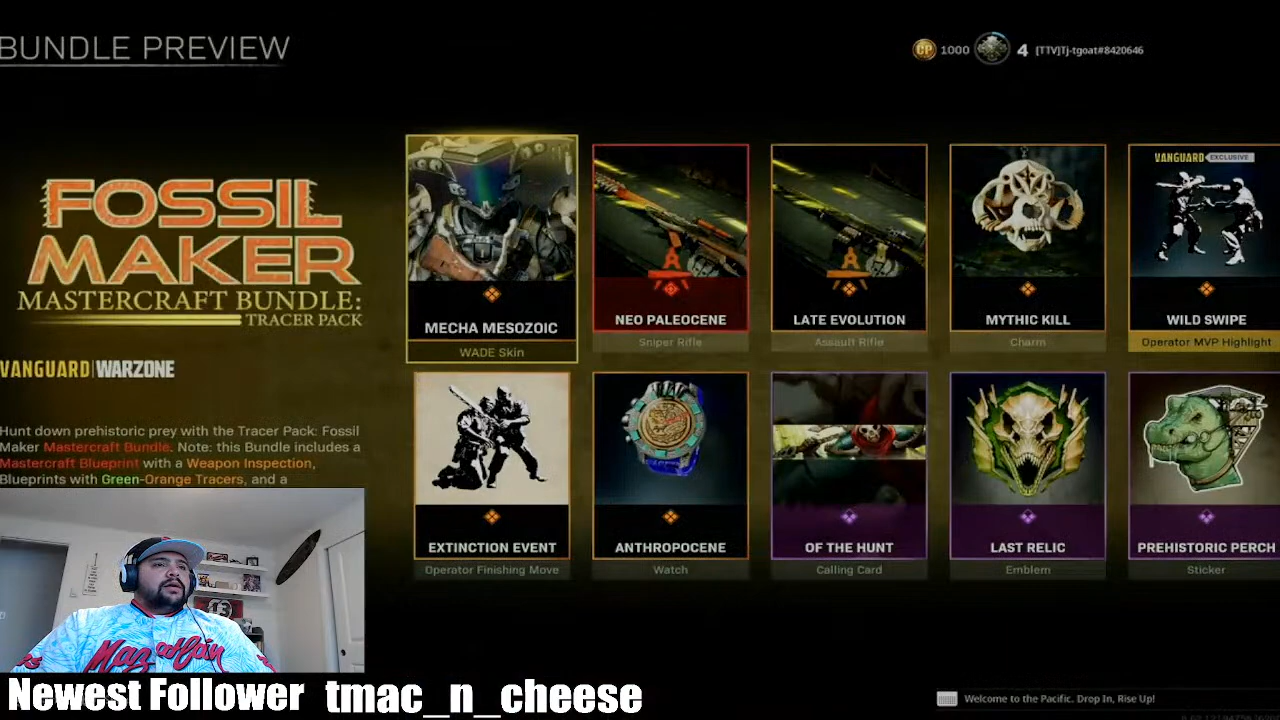 BUNDLE PREVIEW
CP 1000 4 [TTV]Tj-tgoat#8420646
FOSSIL
MAKER
MASTERCRAFT BUNDLE:
TRACER PACK
VANGUARD|WARZONE
Hunt down prehistoric prey with the Tracer Pack: Fossil
Maker Mastercraft Bundle. Note: this Bundle includes a
Mastercraft Blueprint with a Weapon Inspection,
Blueprints with Green-Orange Tracers, and a
MECHA MESOZOIC
WADE Skin
NEO PALEOCENE
Sniper Rifle
LATE EVOLUTION
Assault Rifle
MYTHIC KILL
Charm
VANGUARD EXCLUSIVE
WILD SWIPE
Operator MVP Highlight
EXTINCTION EVENT
Operator Finishing Move
ANTHROPOCENE
Watch
OF THE HUNT
Calling Card
LAST RELIC
Emblem
PREHISTORIC PERCH
Sticker
Mazatlán
Newest Follower tmac_n_cheese
Welcome to the Pacific. Drop In, Rise Up!